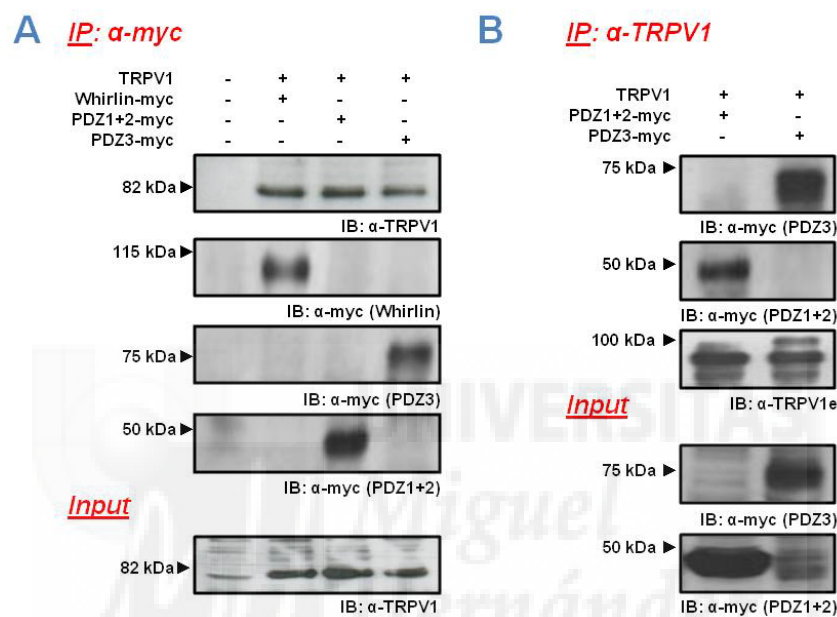 A IP: α-myc
TRPV1 - + + +
Whirlin-myc - + - -
PDZ1+2-myc - - + -
PDZ3-myc - - - +
82 kDa►
IB: α-TRPV1
115 kDa►
IB: α-myc (Whirlin)
75 kDa►
IB: α-myc (PDZ3)
50 kDa►
IB: α-myc (PDZ1+2)
Input
82 kDa►
IB: α-TRPV1
B IP: α-TRPV1
TRPV1 + +
PDZ1+2-myc + -
PDZ3-myc - +
75 kDa►
IB: α-myc (PDZ3)
50 kDa►
IB: α-myc (PDZ1+2)
100 kDa►
IB: α-TRPV1e
Input
75 kDa►
IB: α-myc (PDZ3)
50 kDa►
IB: α-myc (PDZ1+2)
UNIVERSITAS
Miguel
Hernández